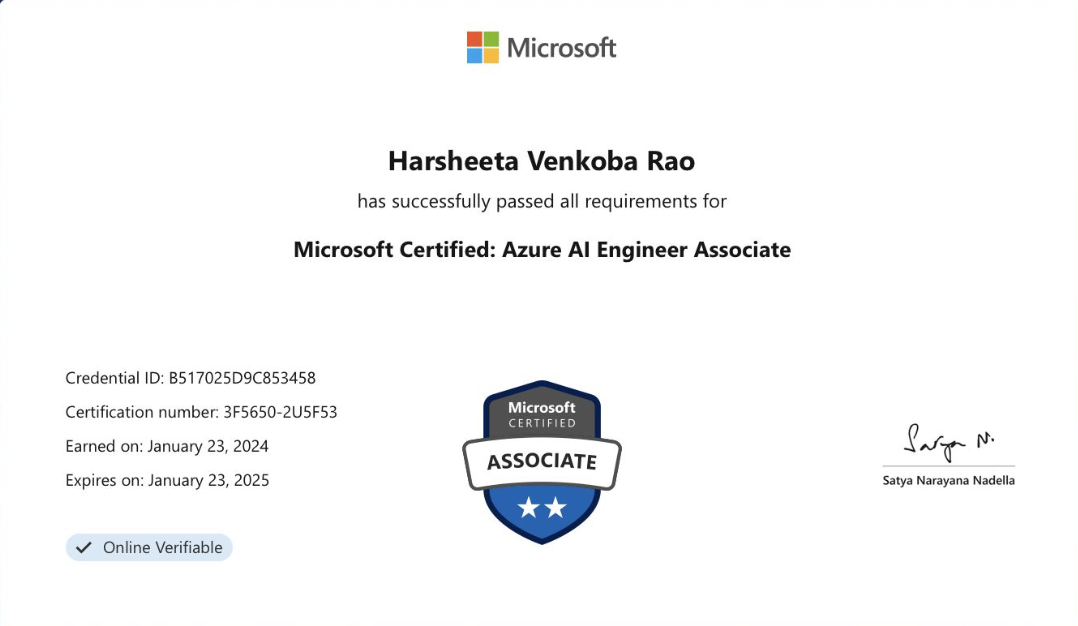 Microsoft
Harsheeta Venkoba Rao
has successfully passed all requirements for
Microsoft Certified: Azure AI Engineer Associate
Credential ID: B517025D9C853458
Certification number: 3F5650-2U5F53
Earned on: January 23, 2024
Expires on: January 23, 2025
Online Verifiable
Microsoft
CERTIFIED
ASSOCIATE
Satya N.
Satya Narayana Nadella